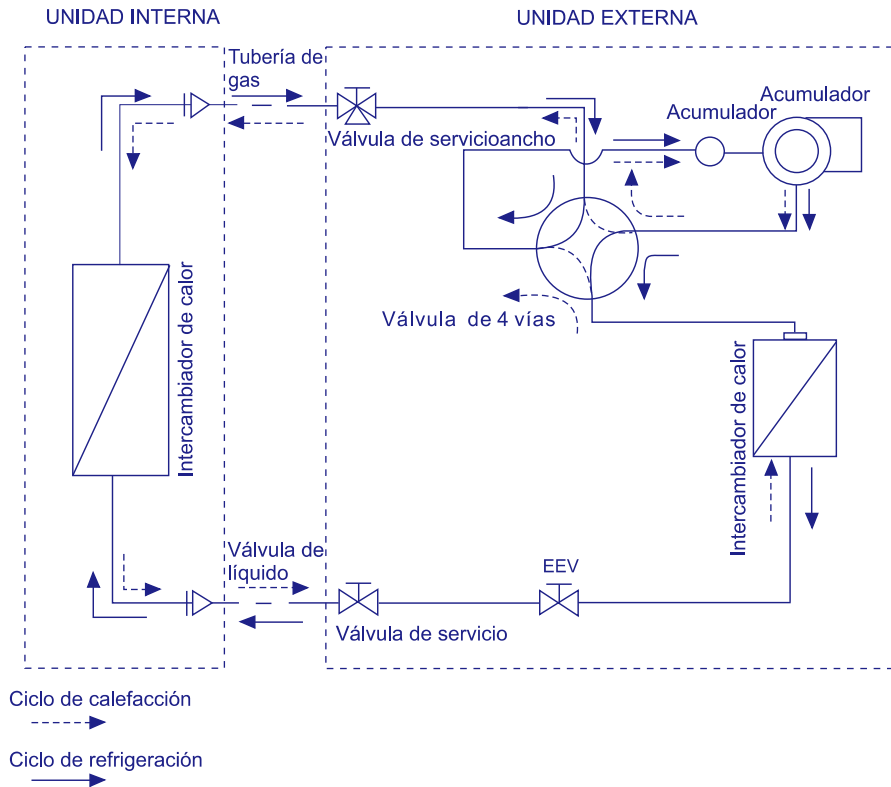 UNIDAD INTERNA
UNIDAD EXTERNA
Tubería de
gas
Válvula de servicioancho
Acumulador
Acumulador
Intercambiador de calor
Válvula de 4 vías
Intercambiador de calor
Válvula de
líquido
EEV
Válvula de servicio
Ciclo de calefacción
Ciclo de refrigeración